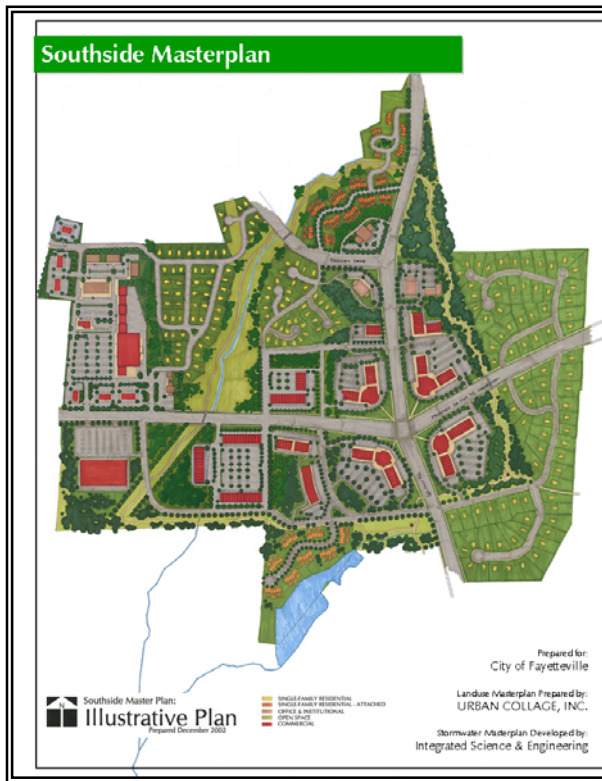 Southside Masterplan
Prepared for:
City of Fayetteville
Landuse Masterplan Prepared by:
URBAN COLLAGE, INC.
Stormwater Masterplan Developed by:
Integrated Science & Engineering
N
Southside Master Plan:
Illustrative Plan
Prepared December 2002
SINGLE-FAMILY RESIDENTIAL
SINGLE-FAMILY RESIDENTIAL - ATTACHED
OFFICE & INSTITUTIONAL
OPEN SPACE
COMMERCIAL